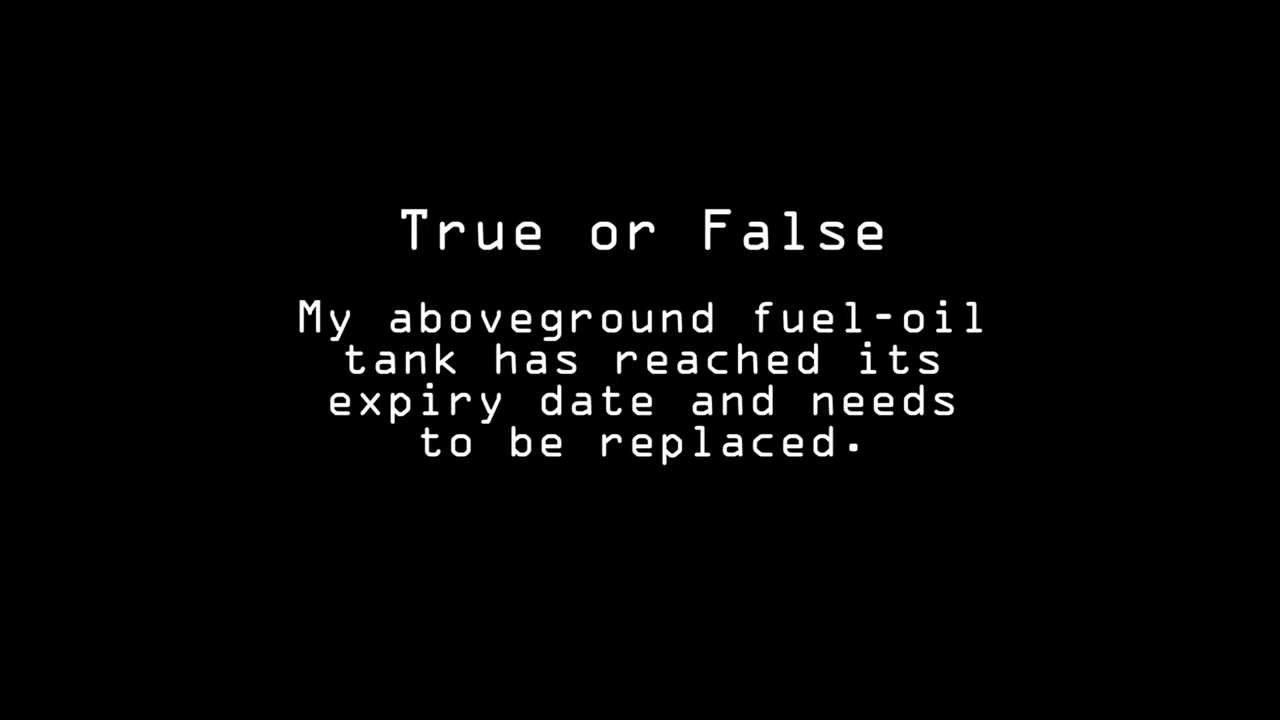 True or False
My aboveground fuel-oil
tank has reached its
expiry date and needs
to be replaced.